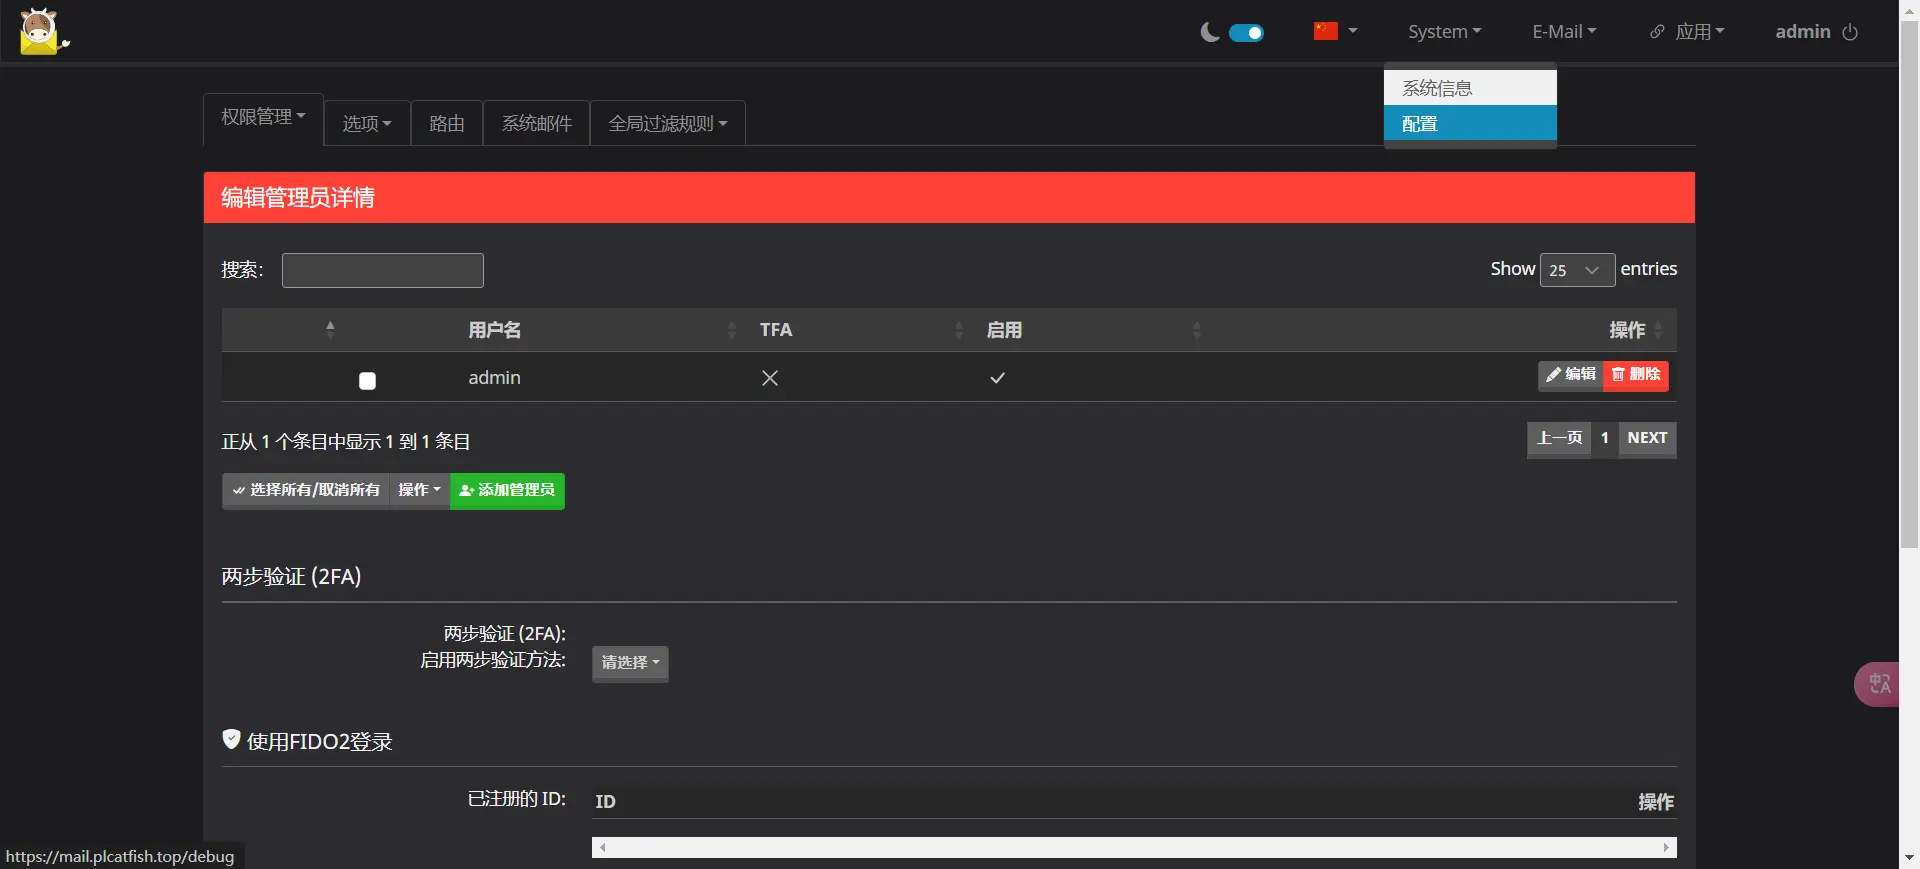 System
E-Mail
应用
admin
系统信息
配置
权限管理
选项
路由
系统邮件
全局过滤规则
编辑管理员详情
搜索:
Show 25 entries
用户名 TFA 启用 操作
admin 编辑 删除
正从 1 个条目中显示 1 到 1 条目
上一页 1 NEXT
选择所有/取消所有 操作 添加管理员
两步验证 (2FA)
两步验证 (2FA):
启用两步验证方法: 请选择
使用FIDO2登录
已注册的 ID: ID 操作
中A
https://mail.plcatfish.top/debug